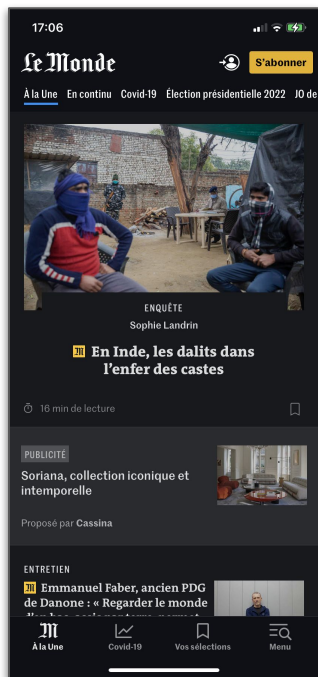 17:06
Le Monde
S'abonner
À la Une En continu Covid-19 Élection présidentielle 2022 JO de
ENQUÊTE
Sophie Landrin
M En Inde, les dalits dans
l'enfer des castes
16 min de lecture
PUBLICITÉ
Soriana, collection iconique et
intemporelle
Proposé par Cassina
ENTRETIEN
M Emmanuel Faber, ancien PDG
de Danone : « Regarder le monde
M
À la Une Covid-19 Vos sélections Menu